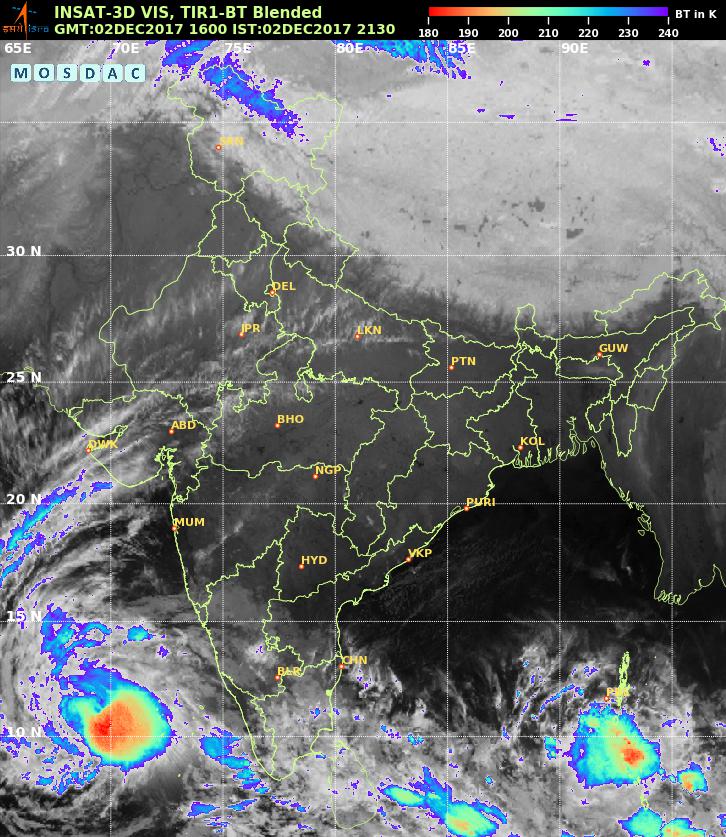 INSAT-3D VIS, TIR1-BT Blended
GMT:02DEC2017 1600 IST:02DEC2017 2130
BT in K
180 190 200 210 220 230 240
65E 70E 75E 80E 85E 90E
M O S D A C
SRN
30 N
DEL
JPR LKN
GUW
PTN
25 N
ABD BHO
DWK KOL
NGP
20 N
PURI
MUM
HYD VKP
15 N
BLR CHN
10 N